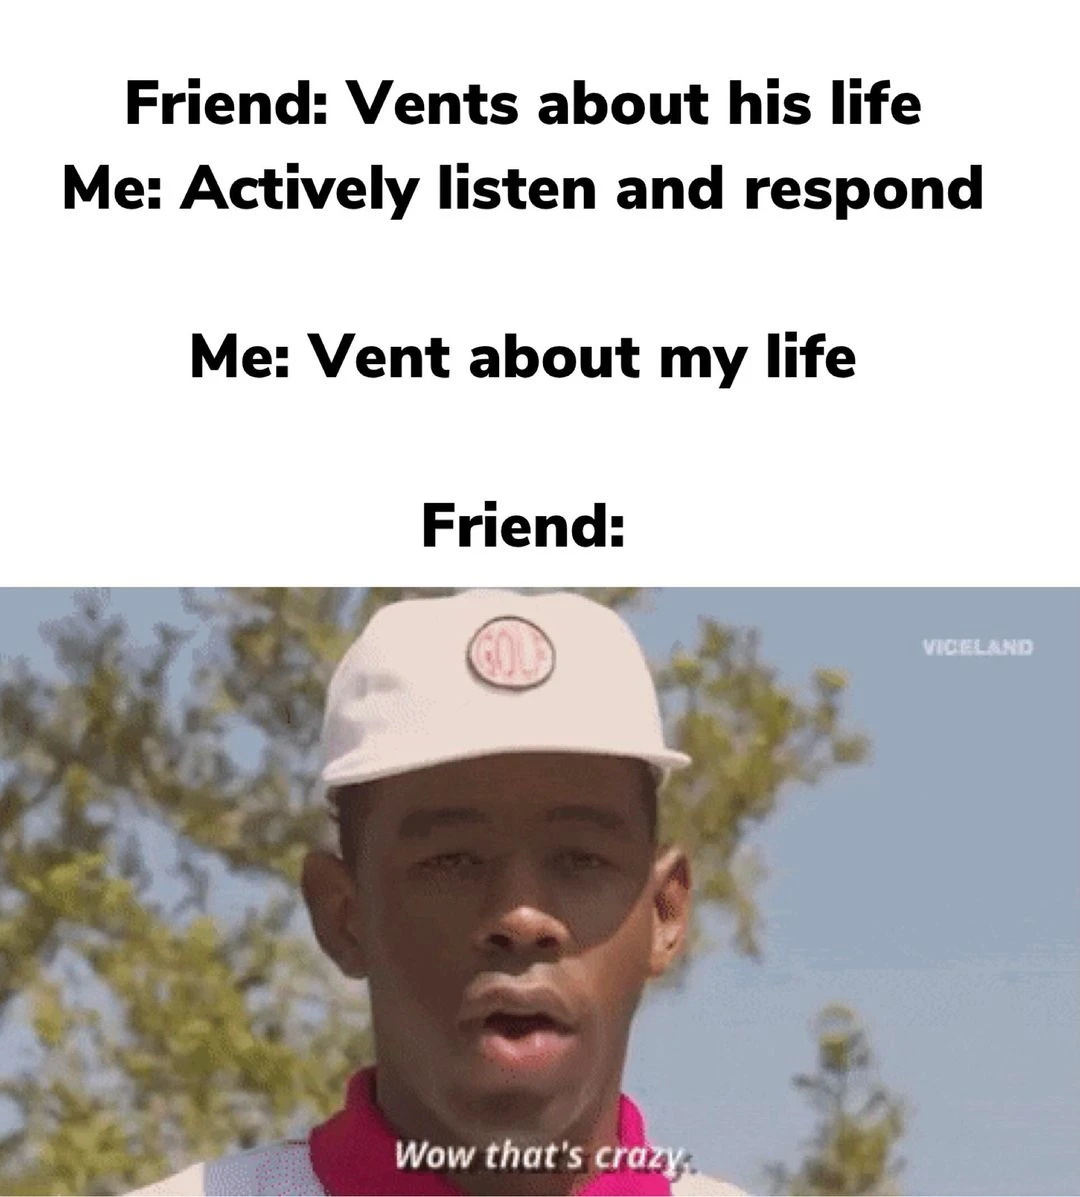 Friend: Vents about his life
Me: Actively listen and respond
Me: Vent about my life
Friend:
GOLF
VICELAND
Wow that's crazy.